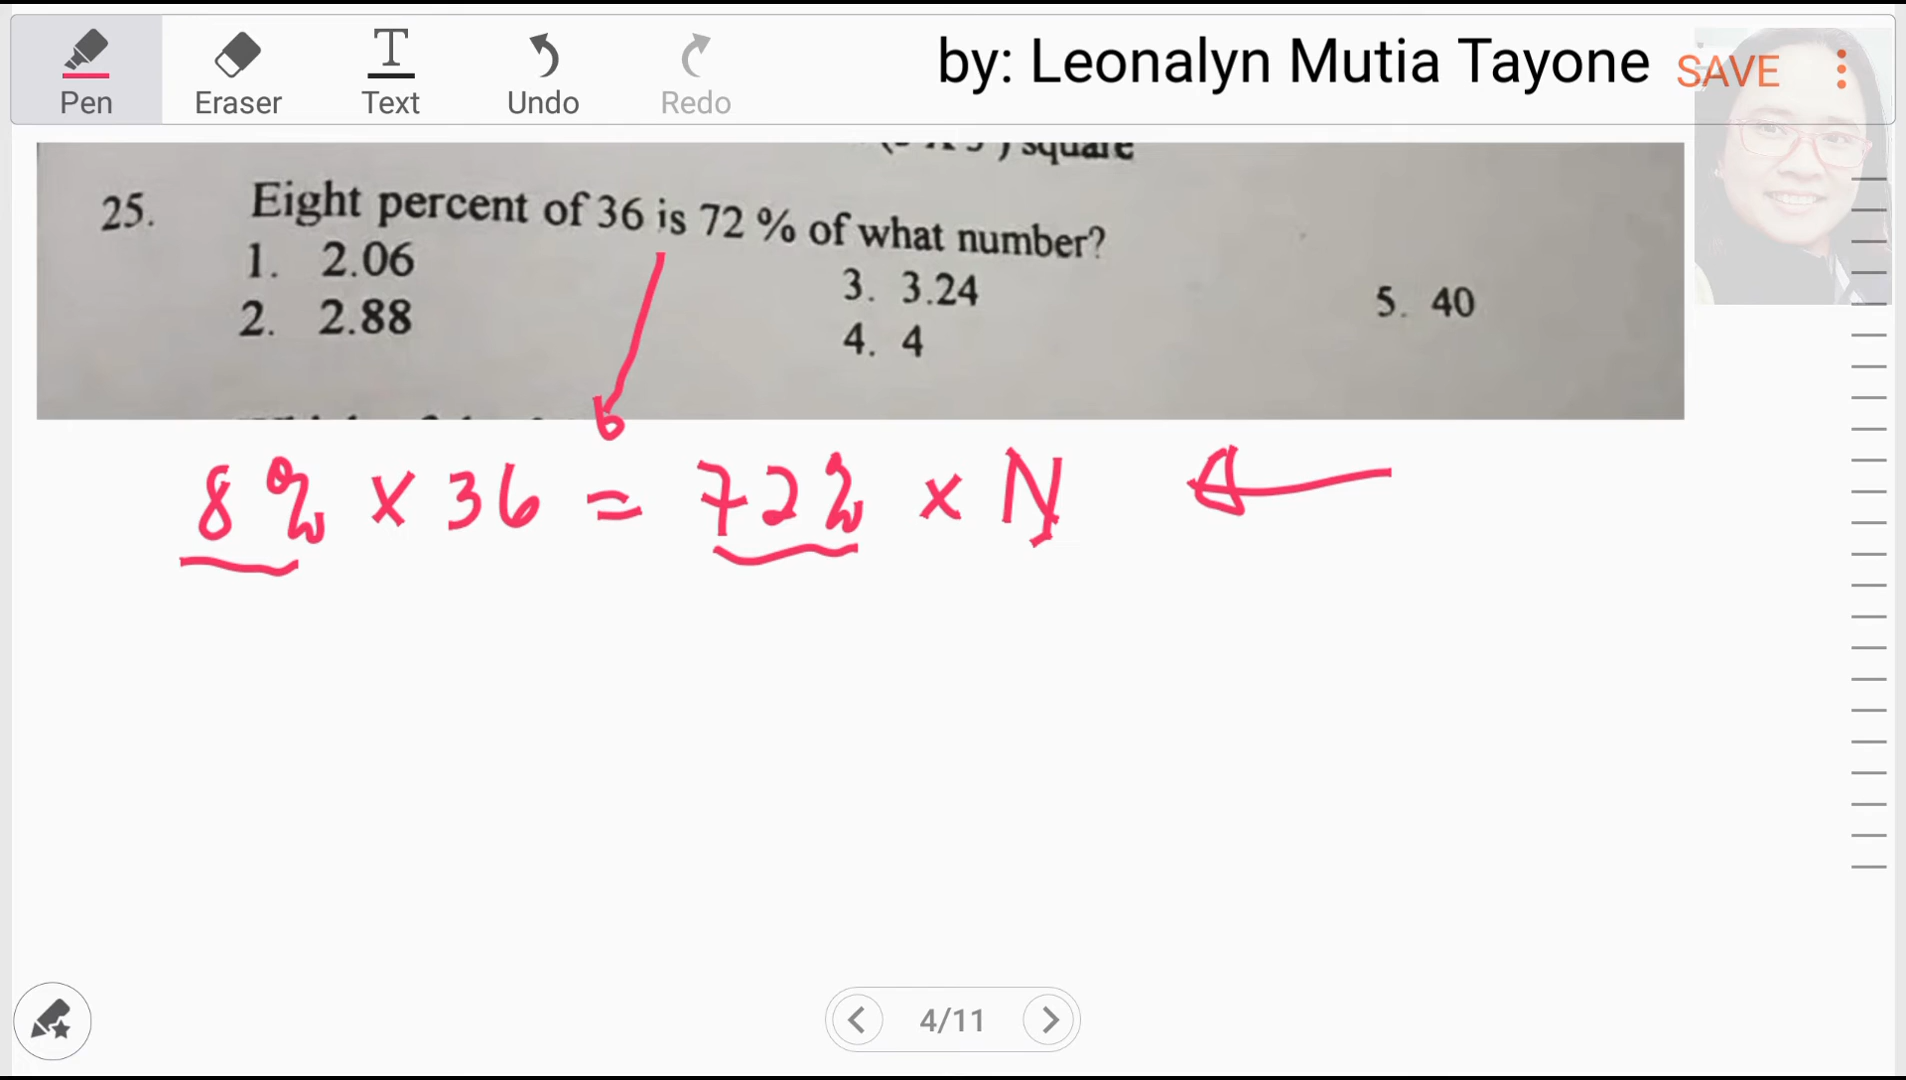 by: Leonalyn Mutia Tayone
SAVE
Pen
Eraser
Text
Undo
Redo
) square
25. Eight percent of 36 is 72 % of what number?
1. 2.06
2. 2.88
3. 3.24
4. 4
5. 40
8% x 36 = 72% x N
4/11